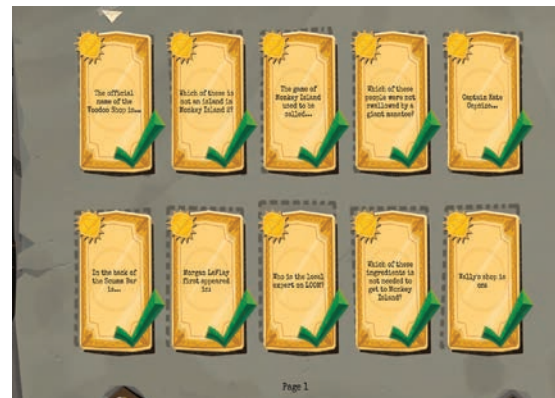 The official
name of the
Voodoo Shop is...
Which of these is
not an island in
Monkey Island 2?
The game of
Monkey Island
used to be
called...
Which of these
people were not
swallowed by a
giant manatee?
Captain Kate
Capsize...
In the back of
the Scumm Bar
is...
Morgan LeFlay
first appeared
in:
Who is the local
expert on LOOM?
Which of these
ingredients is
not needed to
get to Monkey
Island?
Wally's shop is
on:
Page 1